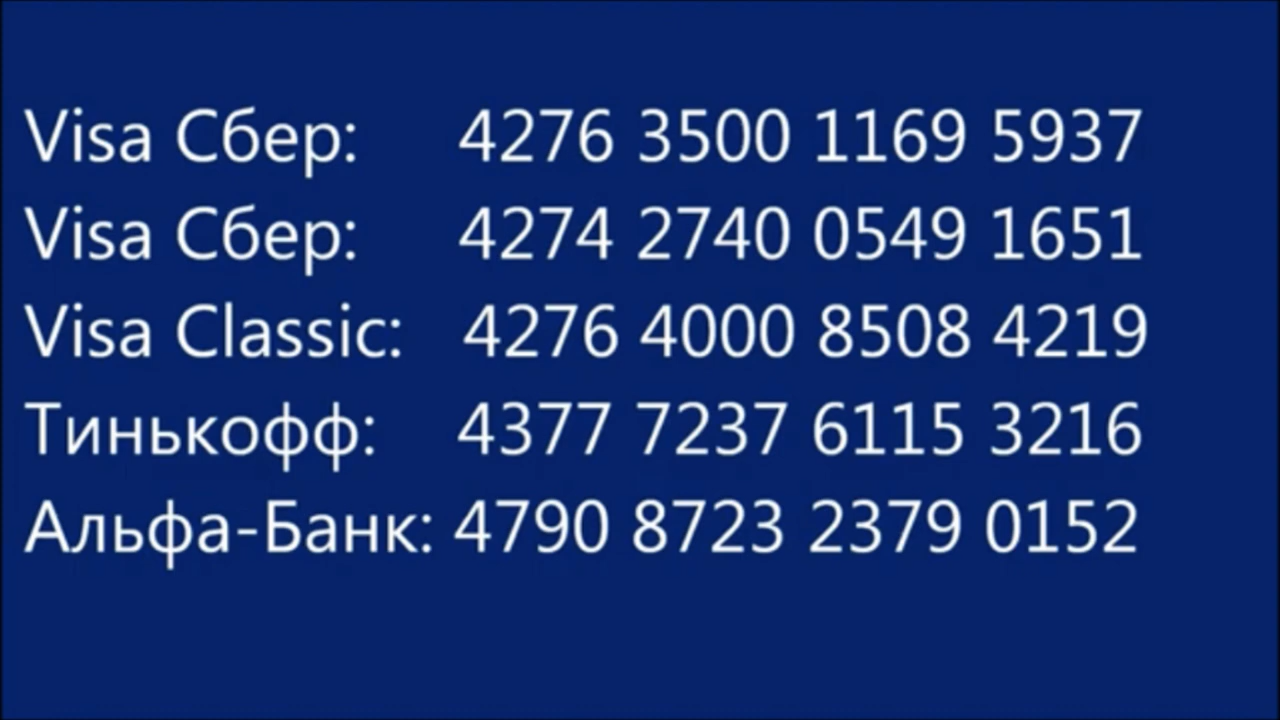 Visa Сбер: 4276 3500 1169 5937
Visa Сбер: 4274 2740 0549 1651
Visa Classic: 4276 4000 8508 4219
Тинькофф: 4377 7237 6115 3216
Альфа-Банк: 4790 8723 2379 0152